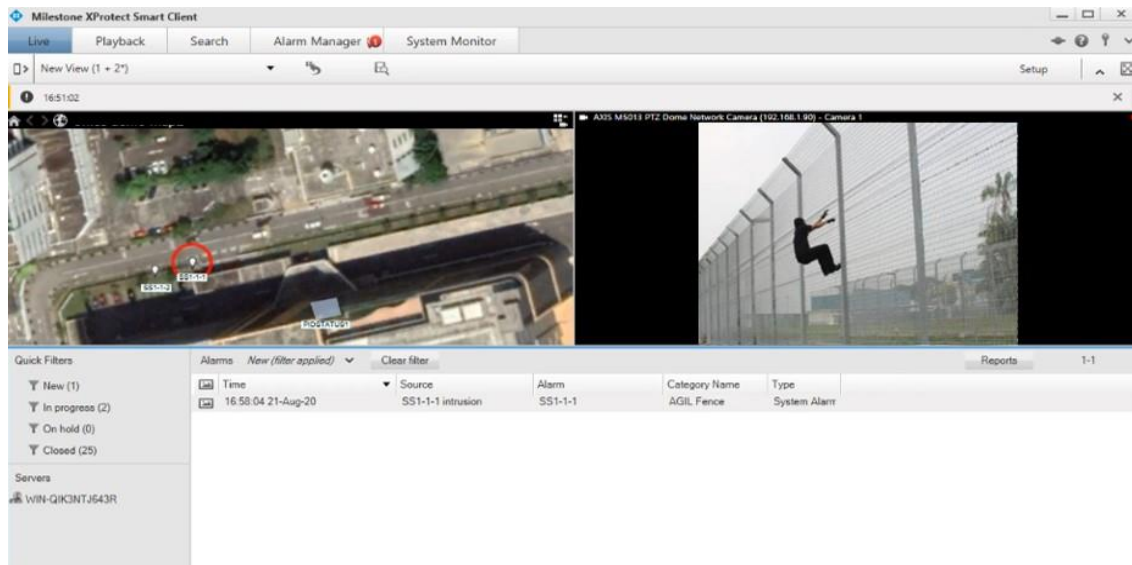 Milestone XProtect Smart Client
Live Playback Search Alarm Manager 1 System Monitor
New View (1 + 2*)
Setup
16:51:02
AXIS M5013 PTZ Dome Network Camera (192.168.1.90) - Camera 1
SS1-1-1
SS1-1-2
Quick Filters
New (1)
In progress (2)
On hold (0)
Closed (25)
Servers
WIN-QIK3NTJ643R
Alarms New (filter applied) Clear filter Reports 1-1
Time Source Alarm Category Name Type
16:58:04 21-Aug-20 SS1-1-1 intrusion SS1-1-1 AGIL Fence System Alarm